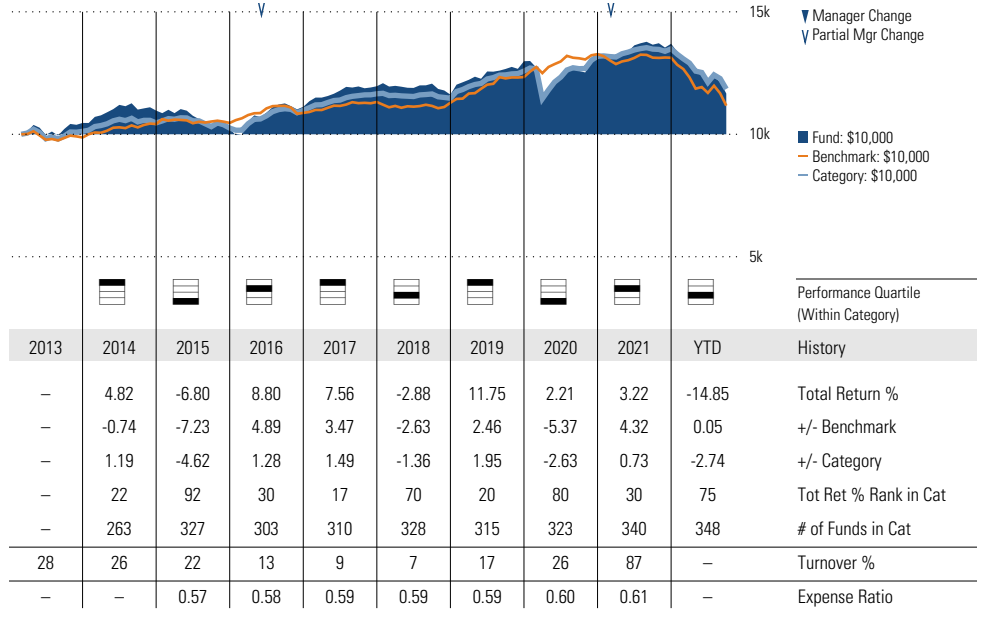 15k
Manager Change
Partial Mgr Change
10k
Fund: $10,000
Benchmark: $10,000
Category: $10,000
5k
Performance Quartile
(Within Category)
2013 2014 2015 2016 2017 2018 2019 2020 2021 YTD History
– 4.82 -6.80 8.80 7.56 -2.88 11.75 2.21 3.22 -14.85 Total Return %
– -0.74 -7.23 4.89 3.47 -2.63 2.46 -5.37 4.32 0.05 +/- Benchmark
– 1.19 -4.62 1.28 1.49 -1.36 1.95 -2.63 0.73 -2.74 +/- Category
– 22 92 30 17 70 20 80 30 75 Tot Ret % Rank in Cat
– 263 327 303 310 328 315 323 340 348 # of Funds in Cat
28 26 22 13 9 7 17 26 87 – Turnover %
– – 0.57 0.58 0.59 0.59 0.59 0.60 0.61 – Expense Ratio